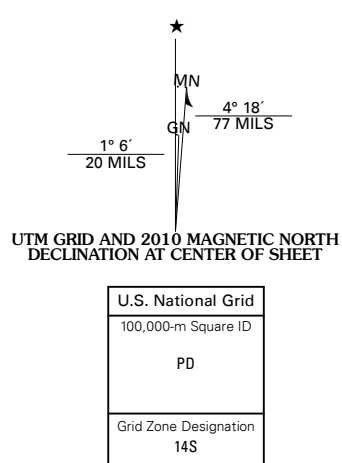 ★
MN
4° 18´
77 MILS
GN
1° 6´
20 MILS
UTM GRID AND 2010 MAGNETIC NORTH
DECLINATION AT CENTER OF SHEET
U.S. National Grid
100,000-m Square ID
PD
Grid Zone Designation
14S